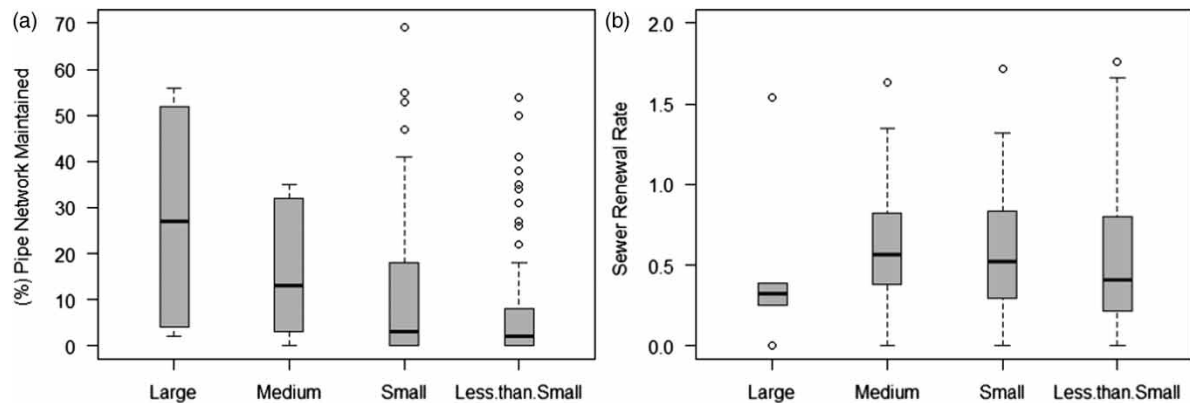 (a)
(%) Pipe Network Maintained
70
60
50
40
30
20
10
0
Large Medium Small Less.than.Small
(b)
Sewer Renewal Rate
2.0
1.5
1.0
0.5
0.0
Large Medium Small Less.than.Small